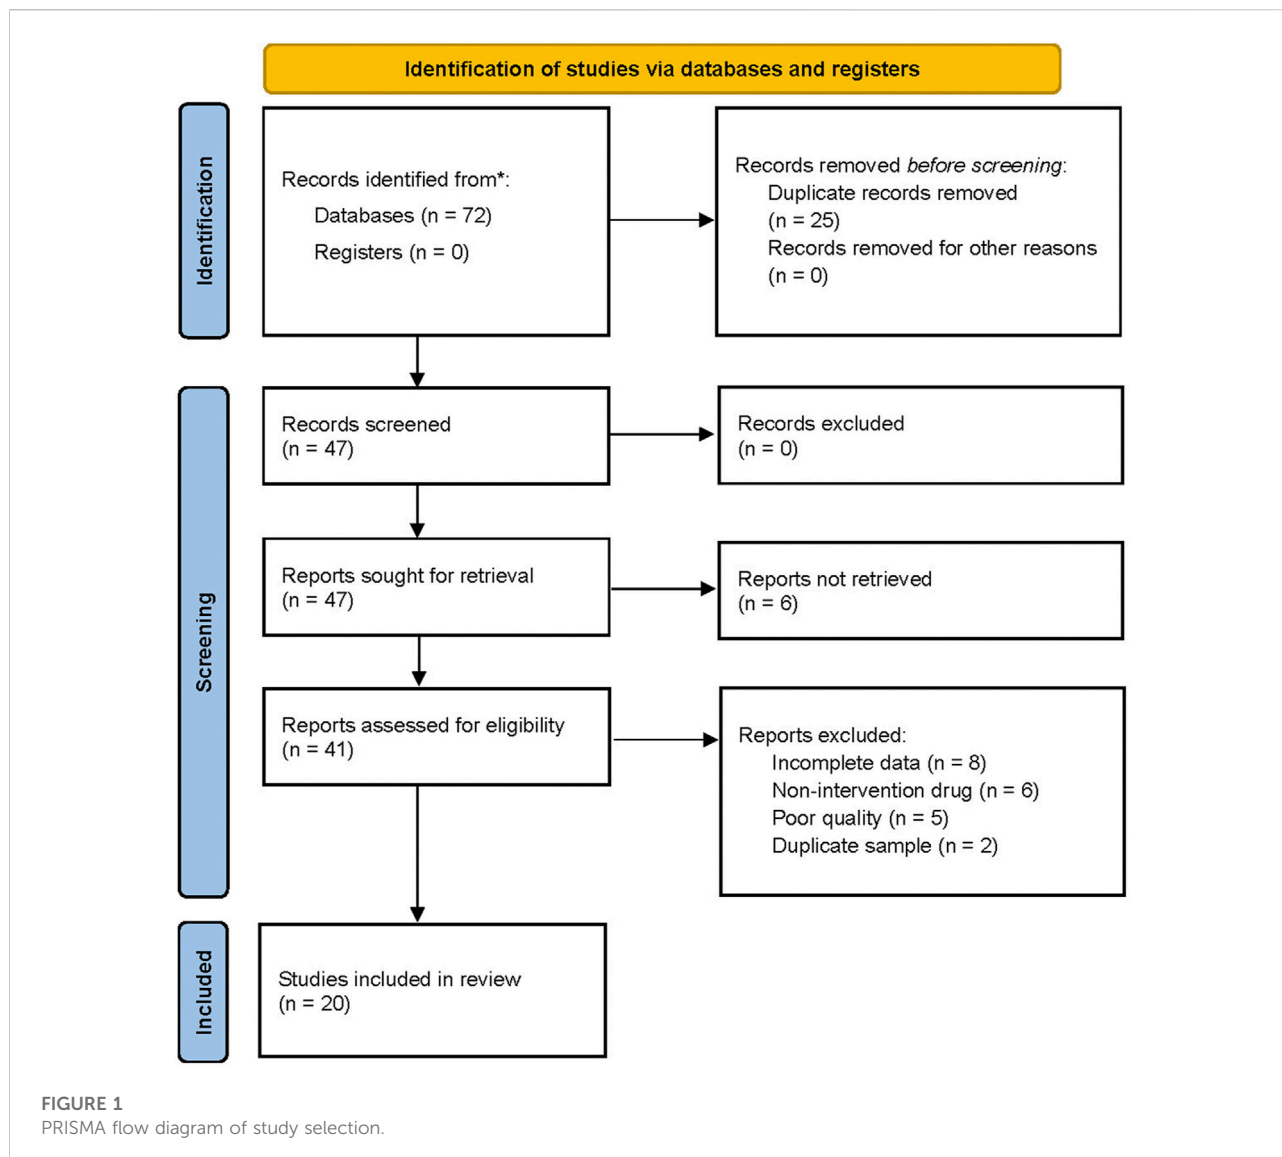 Identification of studies via databases and registers
Identification
Records identified from*:
Databases (n = 72)
Registers (n = 0)
Records removed before screening:
Duplicate records removed
(n = 25)
Records removed for other reasons
(n = 0)
Screening
Records screened
(n = 47)
Records excluded
(n = 0)
Reports sought for retrieval
(n = 47)
Reports not retrieved
(n = 6)
Reports assessed for eligibility
(n = 41)
Reports excluded:
Incomplete data (n = 8)
Non-intervention drug (n = 6)
Poor quality (n = 5)
Duplicate sample (n = 2)
Included
Studies included in review
(n = 20)
FIGURE 1
PRISMA flow diagram of study selection.